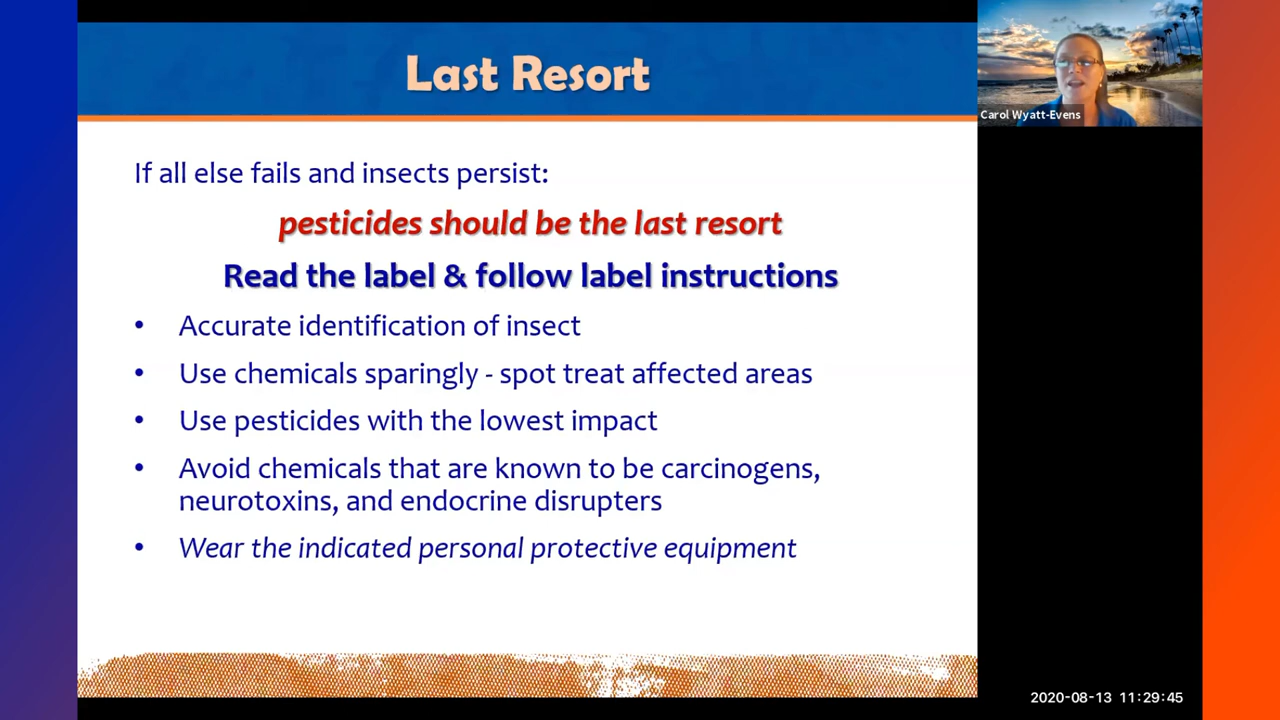 Last Resort
Carol Wyatt-Evens
If all else fails and insects persist:
pesticides should be the last resort
Read the label & follow label instructions
• Accurate identification of insect
• Use chemicals sparingly - spot treat affected areas
• Use pesticides with the lowest impact
• Avoid chemicals that are known to be carcinogens,
neurotoxins, and endocrine disrupters
• Wear the indicated personal protective equipment
2020-08-13 11:29:45